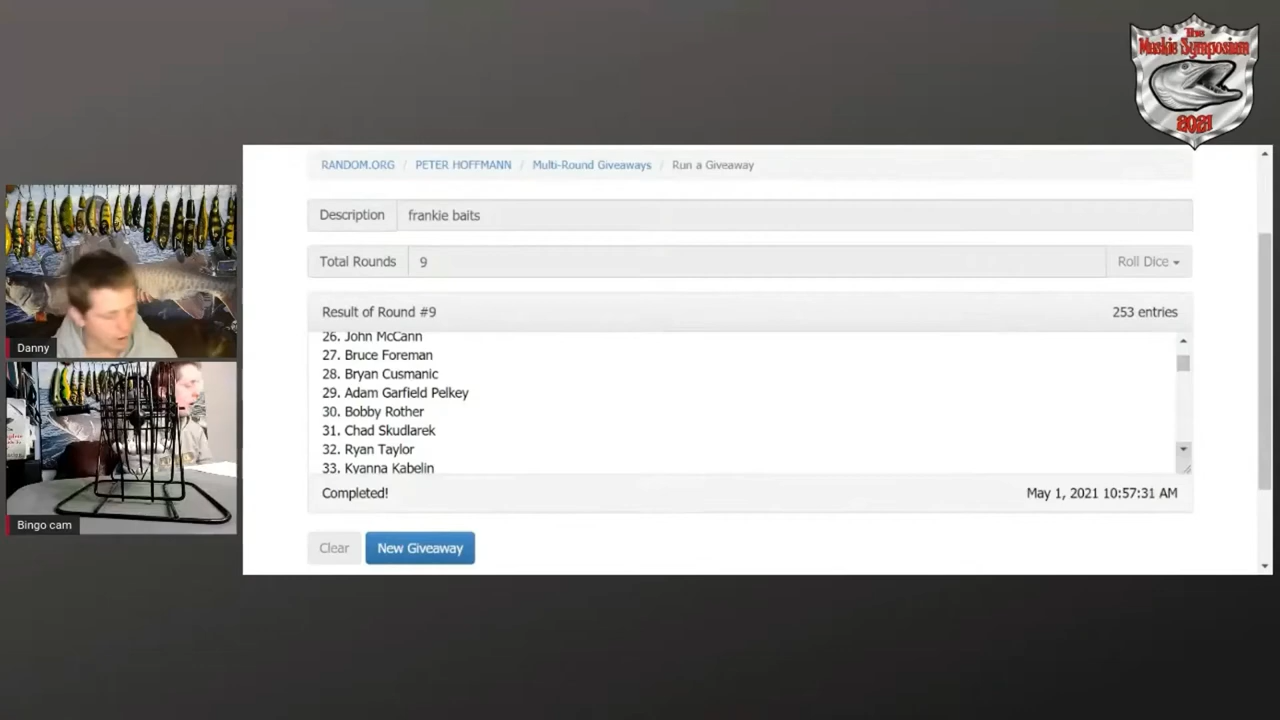 The
Muskie Symposium
2021
RANDOM.ORG / PETER HOFFMANN / Multi-Round Giveaways / Run a Giveaway
Description frankie baits
Total Rounds 9 Roll Dice
Result of Round #9 253 entries
26. John McCann
27. Bruce Foreman
28. Bryan Cusmanic
29. Adam Garfield Pelkey
30. Bobby Rother
31. Chad Skudlarek
32. Ryan Taylor
33. Kyanna Kabelin
Completed! May 1, 2021 10:57:31 AM
Clear New Giveaway
Danny
Bingo cam